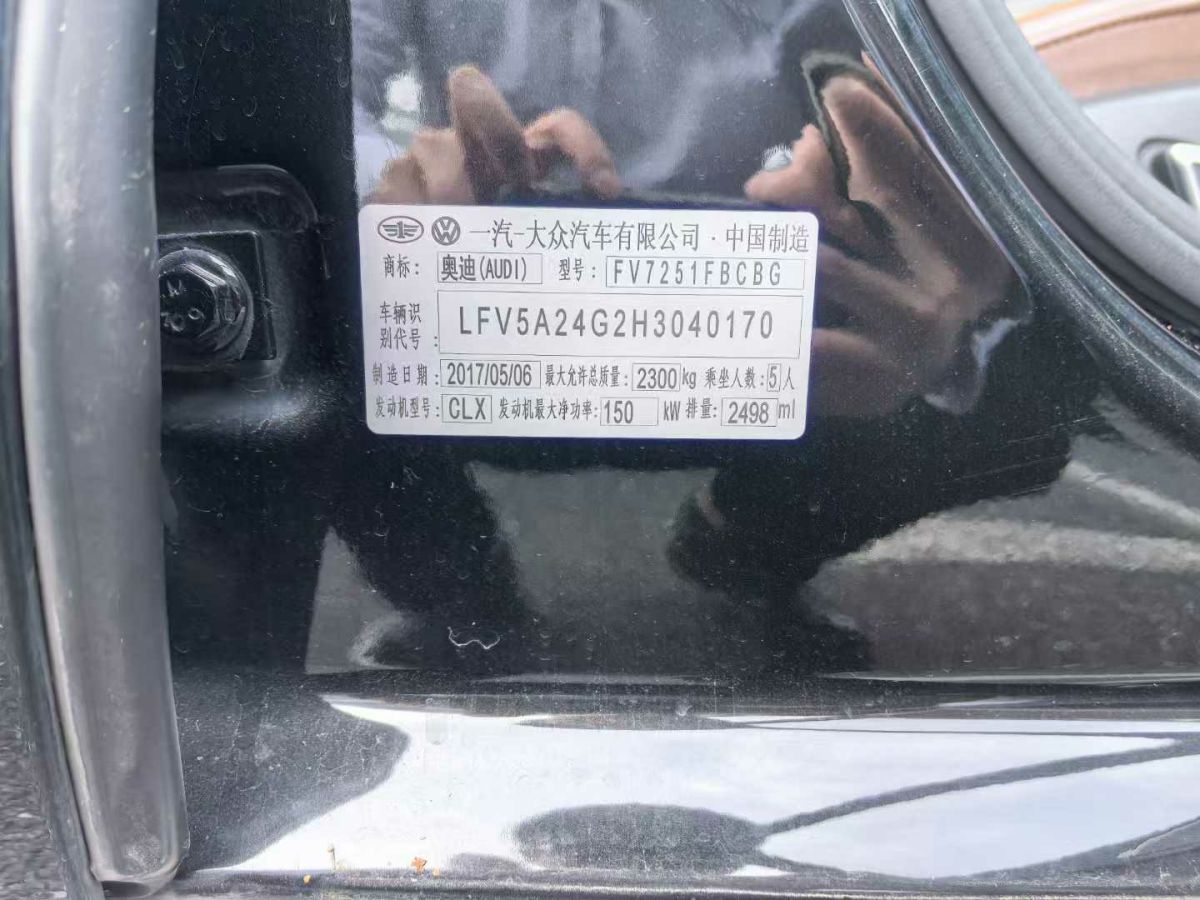 一汽-大众汽车有限公司·中国制造
商标: 奥迪(AUDI) 型号: FV7251FBCBG
车辆识别代号: LFV5A24G2H3040170
制造日期: 2017/05/06 最大允许总质量: 2300kg 乘坐人数: 5人
发动机型号: CLX 发动机最大净功率: 150 kW 排量: 2498 ml